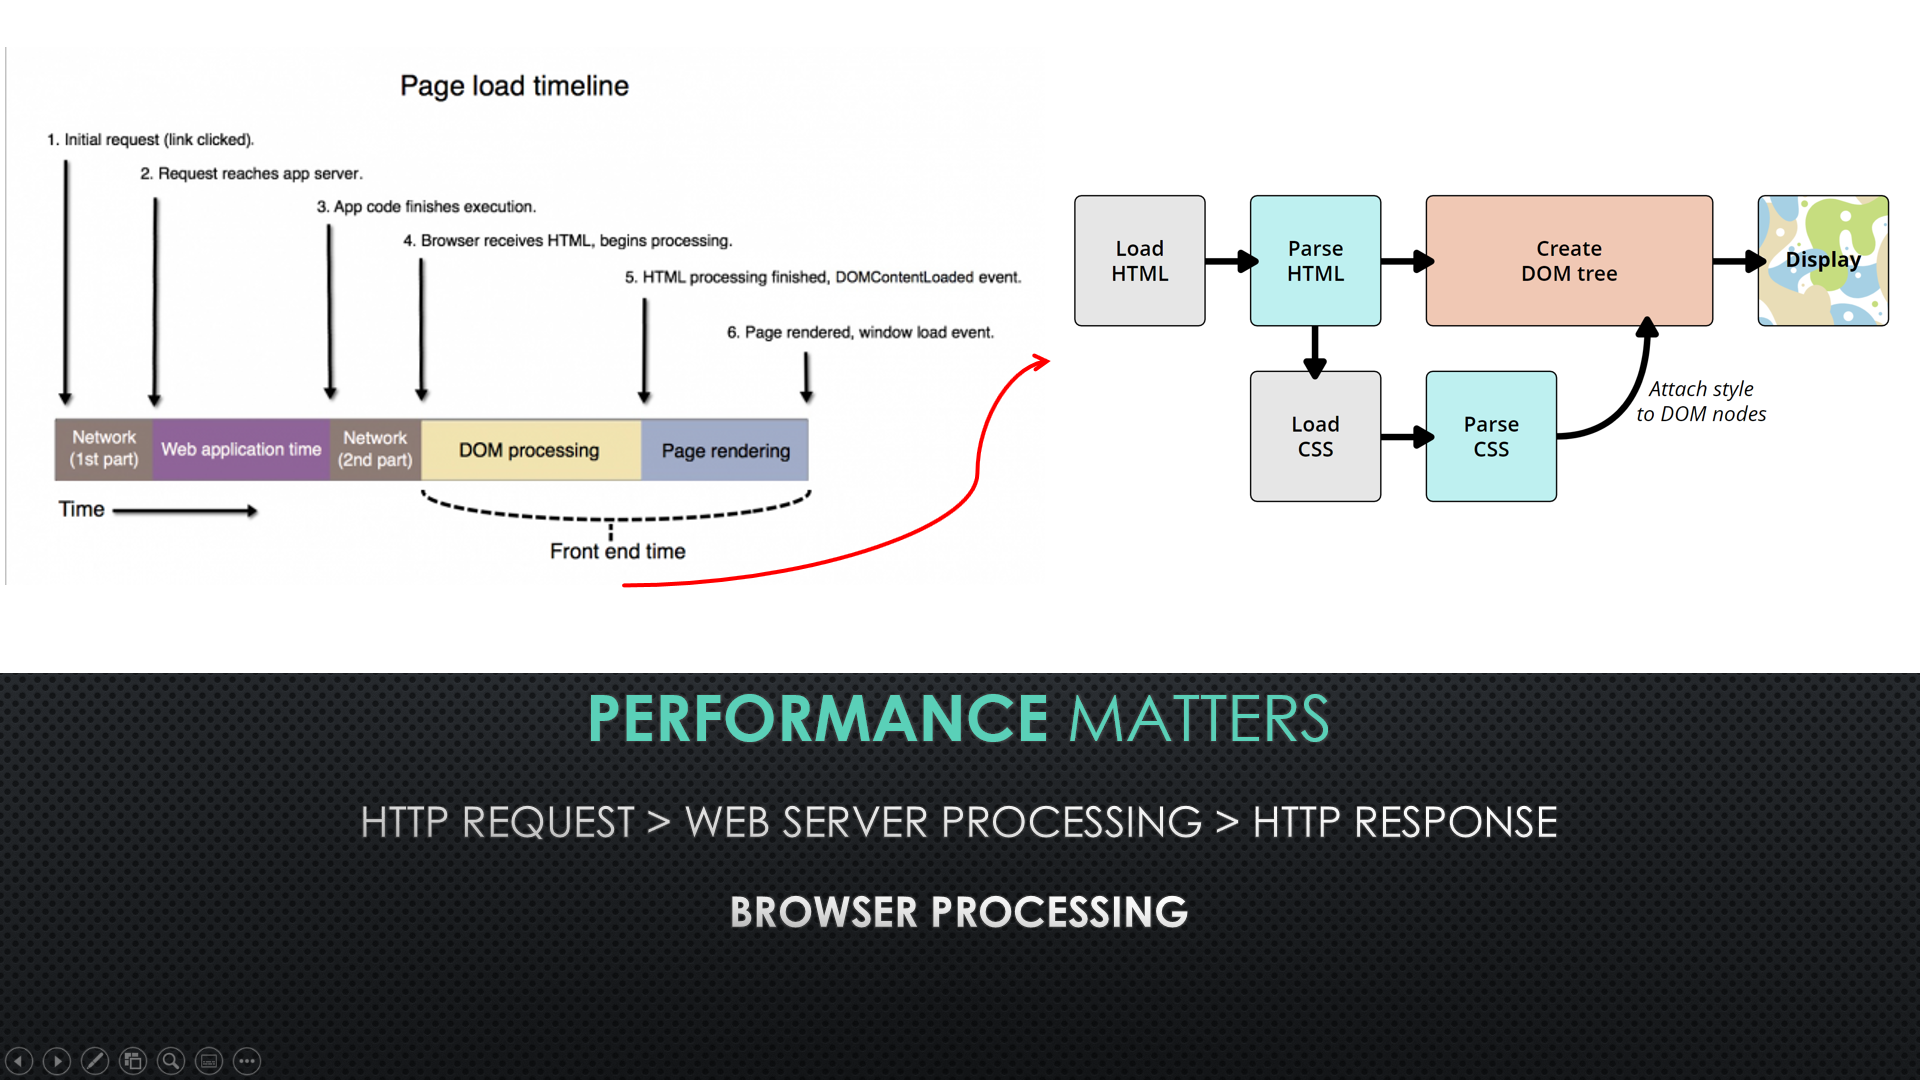 Page load timeline
1. Initial request (link clicked).
2. Request reaches app server.
3. App code finishes execution.
4. Browser receives HTML, begins processing.
5. HTML processing finished, DOMContentLoaded event.
6. Page rendered, window load event.
Network
(1st part)
Web application time
Network
(2nd part)
DOM processing
Page rendering
Time
Front end time
Load
HTML
Parse
HTML
Create
DOM tree
Display
Load
CSS
Parse
CSS
Attach style
to DOM nodes
PERFORMANCE MATTERS
HTTP REQUEST > WEB SERVER PROCESSING > HTTP RESPONSE
BROWSER PROCESSING